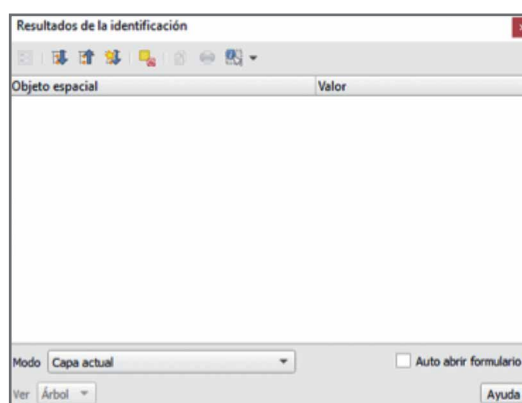 Resultados de la identificación
Objeto espacial Valor
Modo Capa actual Auto abrir formulario
Ver Árbol Ayuda